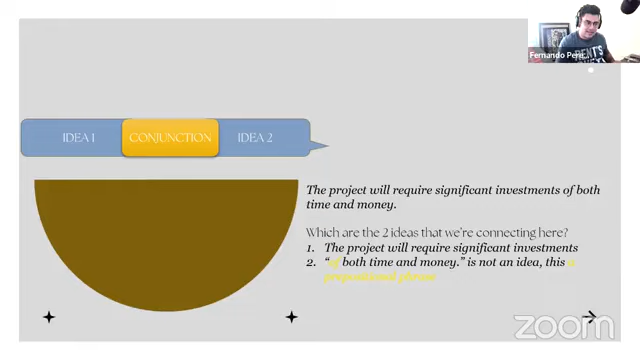 Fernando
IDEA 1 CONJUNCTION IDEA 2
The project will require significant investments of both
time and money.
Which are the 2 ideas that we're connecting here?
1. The project will require significant investments
2. "of both time and money." is not an idea, this is
prepositional phrase
zoom